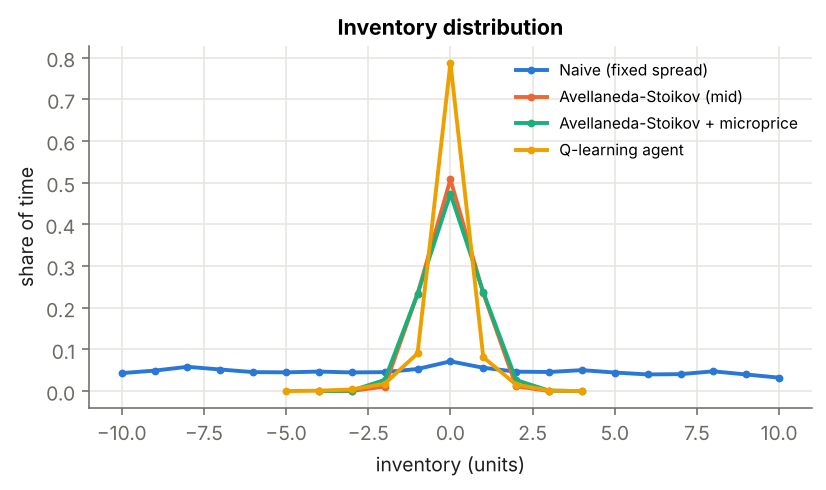 Inventory distribution
Naive (fixed spread)
Avellaneda-Stoikov (mid)
Avellaneda-Stoikov + microprice
Q-learning agent
share of time
0.8
0.7
0.6
0.5
0.4
0.3
0.2
0.1
0.0
−10.0 −7.5 −5.0 −2.5 0.0 2.5 5.0 7.5 10.0
inventory (units)